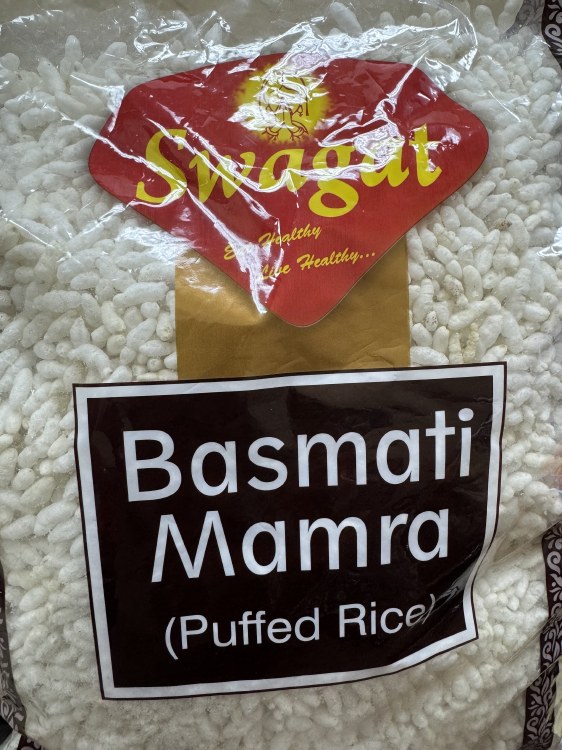 Swagat
Eat Healthy
Live Healthy...
Basmati
Mamra
(Puffed Rice)